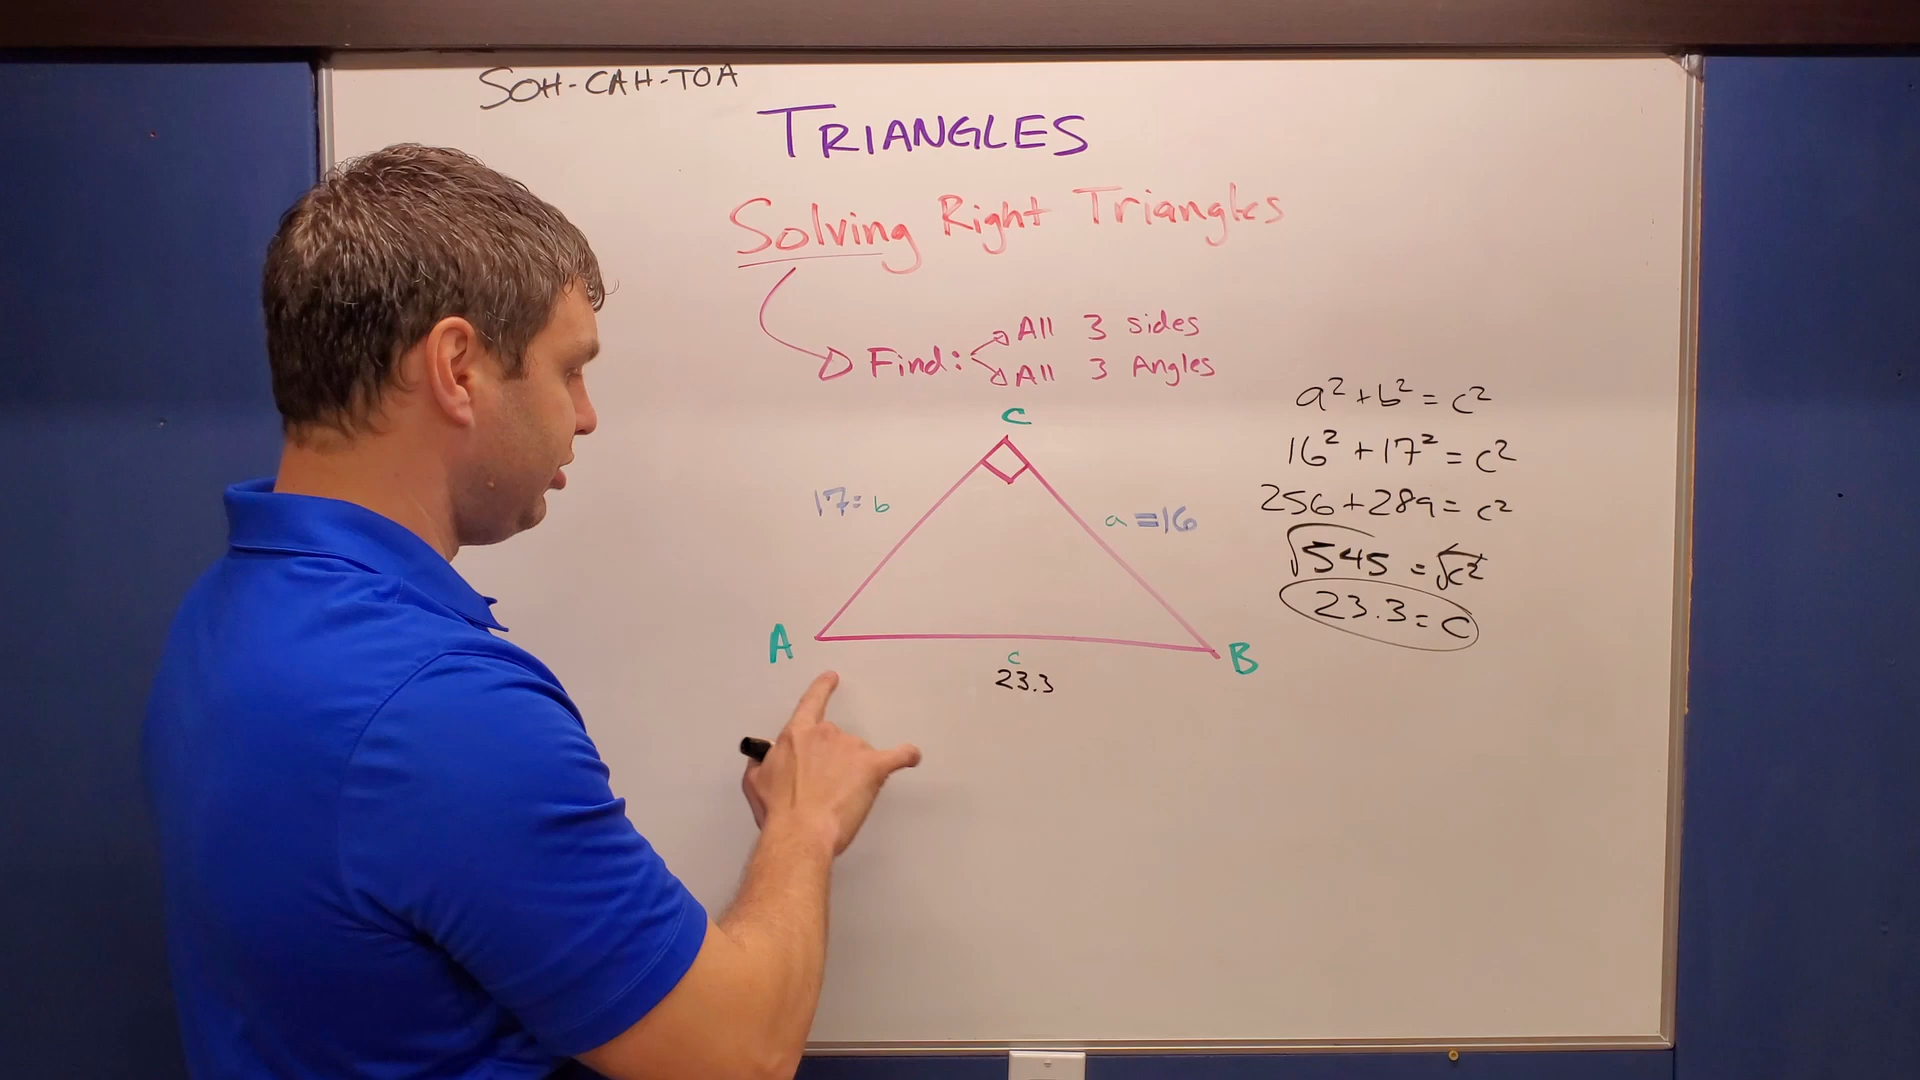 SOH-CAH-TOA
TRIANGLES
Solving Right Triangles
Find: All 3 sides
All 3 Angles
C
17=b
a=16
A
B
c
23.3
a²+b²=c²
16²+17²=c²
256+289=c²
√545=√c²
23.3=c